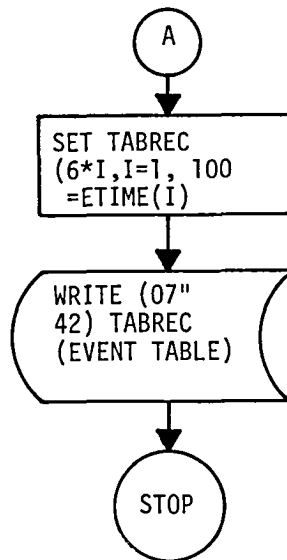 A
SET TABREC
(6*I,I=1, 100
=ETIME(I)
WRITE (07"
42) TABREC
(EVENT TABLE)
STOP